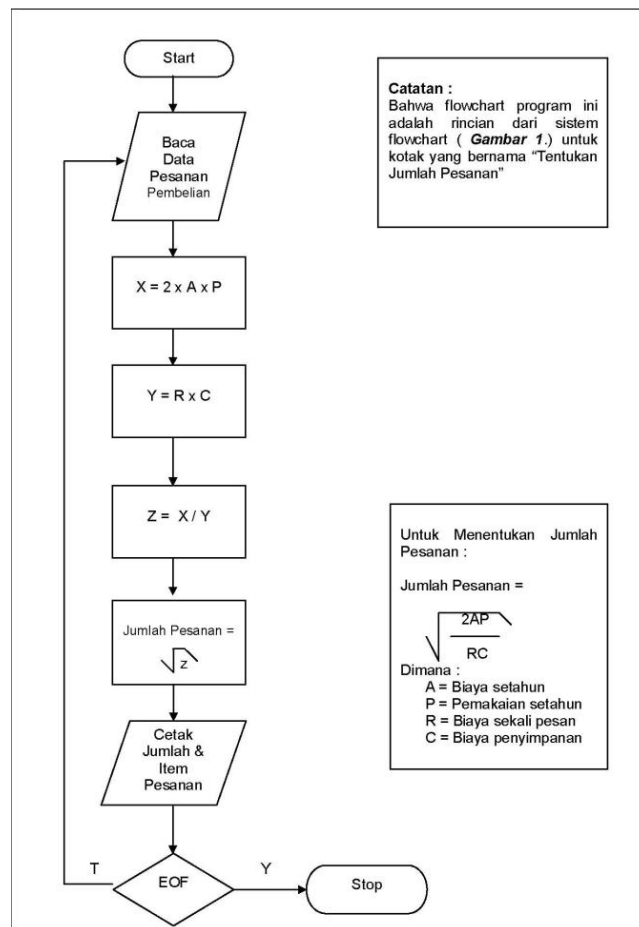 Start
Baca
Data
Pesanan
Pembelian
X = 2 x A x P
Y = R x C
Z = X / Y
Jumlah Pesanan =
√z
Cetak
Jumlah &
Item
Pesanan
EOF
T
Y
Stop
Catatan :
Bahwa flowchart program ini
adalah rincian dari sistem
flowchart ( Gambar 1.) untuk
kotak yang bernama “Tentukan
Jumlah Pesanan”
Untuk Menentukan Jumlah
Pesanan :
Jumlah Pesanan =
√
2AP
RC
Dimana :
A = Biaya setahun
P = Pemakaian setahun
R = Biaya sekali pesan
C = Biaya penyimpanan